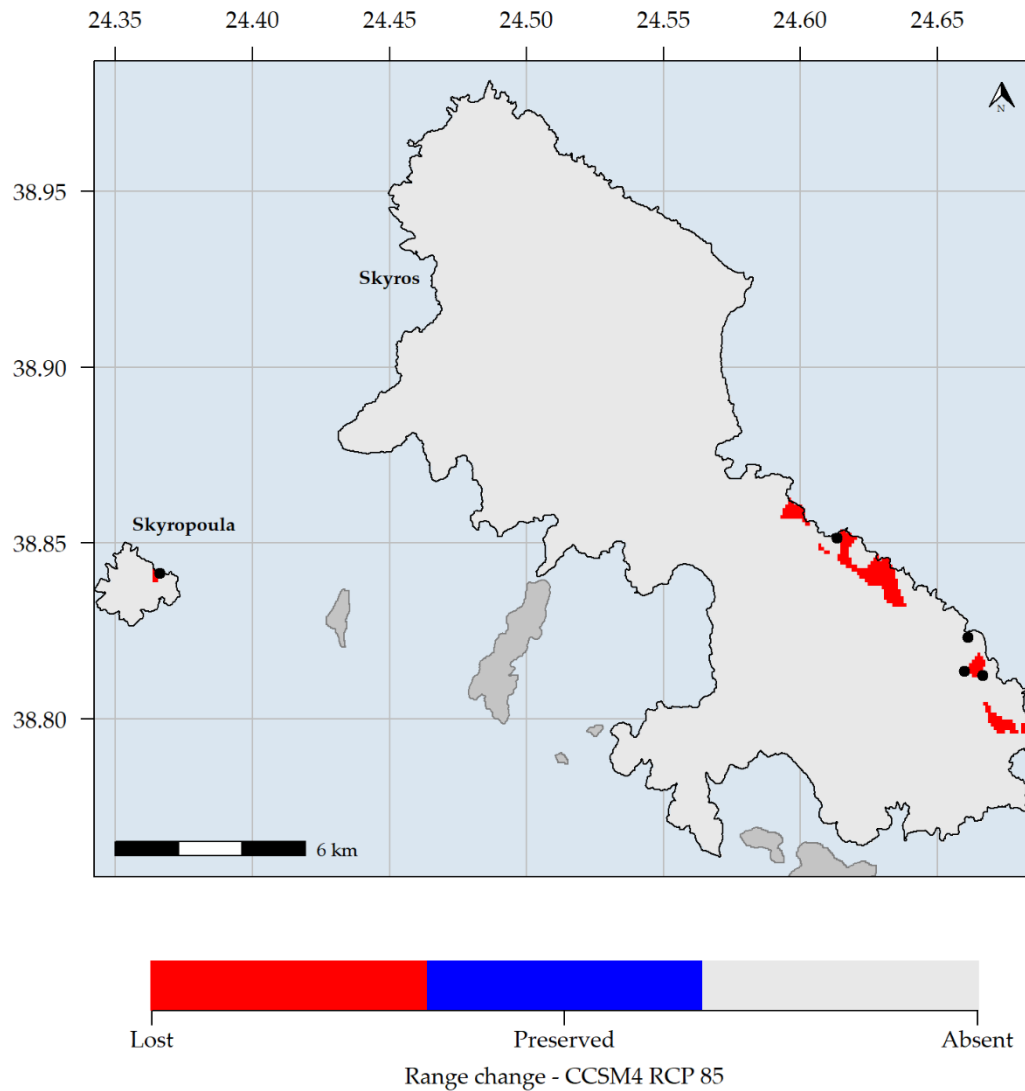 24.35 24.40 24.45 24.50 24.55 24.60 24.65
N
38.95
Skyros
38.90
Skyropoula
38.85
38.80
6 km
Lost Preserved Absent
Range change - CCSM4 RCP 85